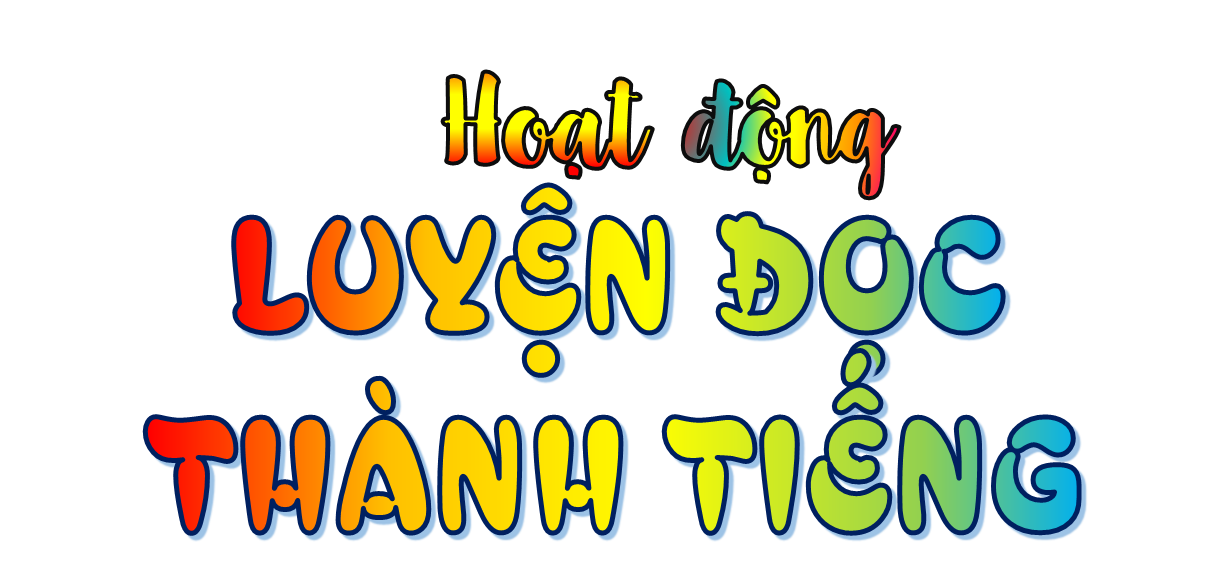 Hoạt động
LUYỆN ĐỌC
THÀNH TIẾNG